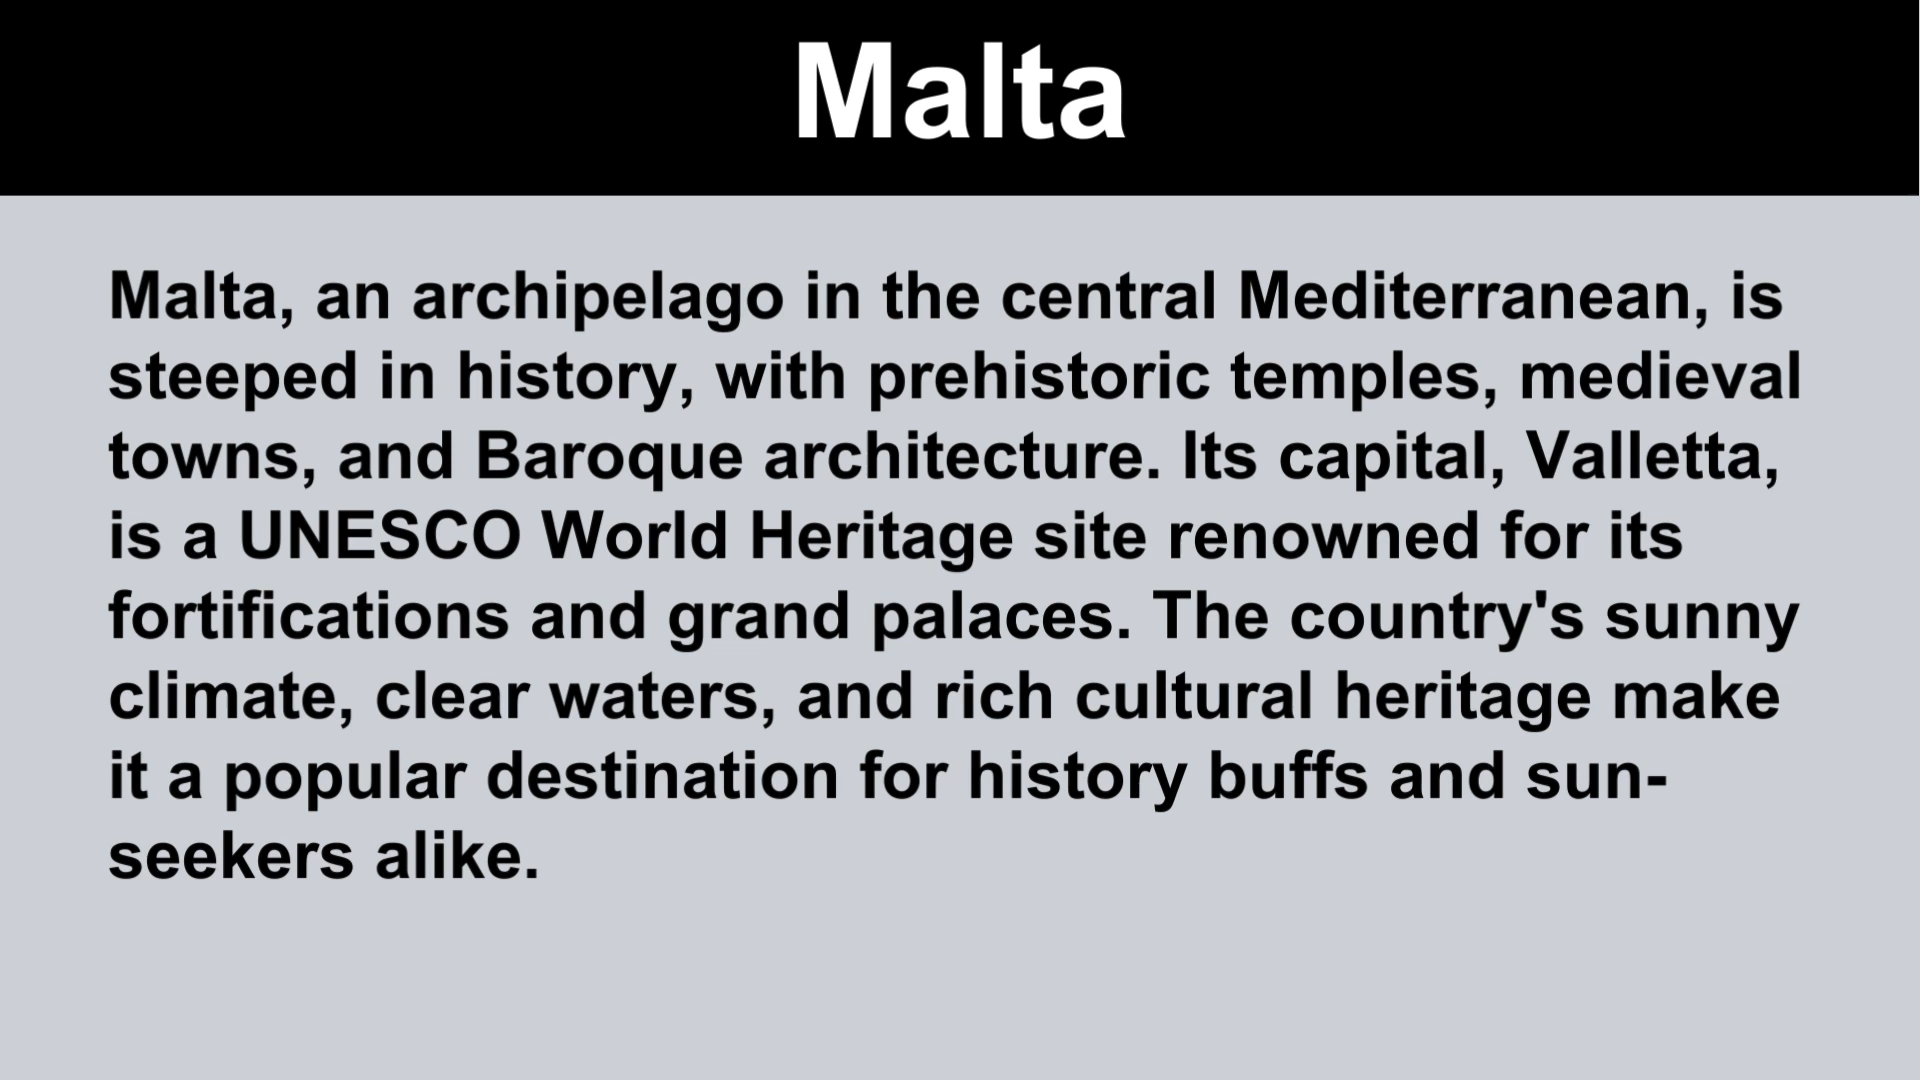 Malta
Malta, an archipelago in the central Mediterranean, is
steeped in history, with prehistoric temples, medieval
towns, and Baroque architecture. Its capital, Valletta,
is a UNESCO World Heritage site renowned for its
fortifications and grand palaces. The country's sunny
climate, clear waters, and rich cultural heritage make
it a popular destination for history buffs and sun-
seekers alike.